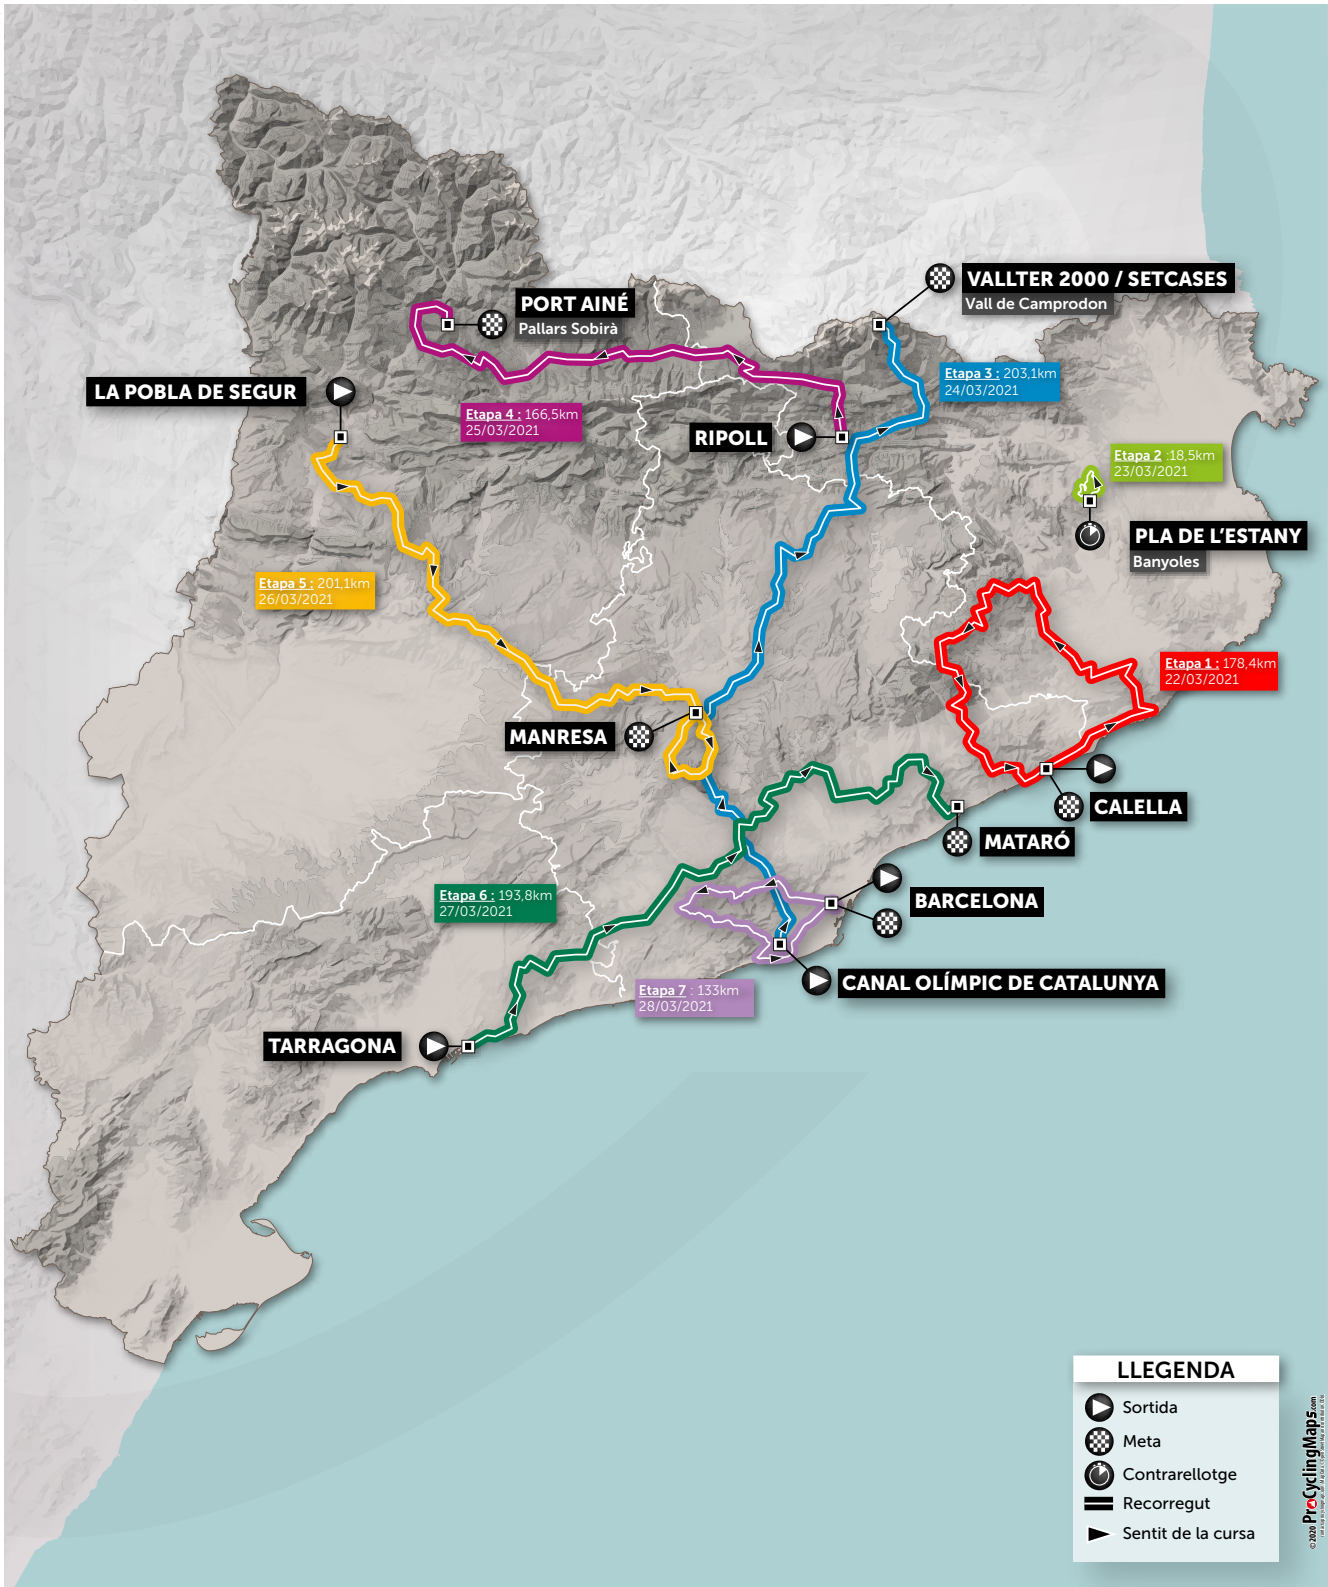 VALLTER 2000 / SETCASES
Vall de Camprodon
PORT AINÉ
Pallars Sobirà
Etapa 3 : 203,1km
24/03/2021
LA POBLA DE SEGUR
Etapa 4 : 166,5km
25/03/2021
RIPOLL
Etapa 2 :18,5km
23/03/2021
PLA DE L'ESTANY
Banyoles
Etapa 5 : 201,1km
26/03/2021
Etapa 1 : 178,4km
22/03/2021
MANRESA
CALELLA
MATARÓ
Etapa 6 : 193,8km
27/03/2021
BARCELONA
CANAL OLÍMPIC DE CATALUNYA
Etapa 7 : 133km
28/03/2021
TARRAGONA
LLEGENDA
Sortida
Meta
Contrarellotge
Recorregut
Sentit de la cursa
©2020 ProCyclingMaps.com